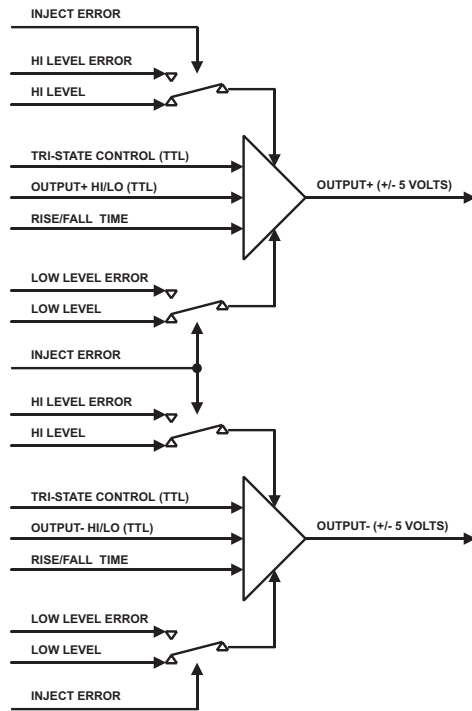 INJECT ERROR
HI LEVEL ERROR
HI LEVEL
TRI-STATE CONTROL (TTL)
OUTPUT+ HI/LO (TTL)
OUTPUT+ (+/- 5 VOLTS)
RISE/FALL TIME
LOW LEVEL ERROR
LOW LEVEL
INJECT ERROR
HI LEVEL ERROR
HI LEVEL
TRI-STATE CONTROL (TTL)
OUTPUT- HI/LO (TTL)
OUTPUT- (+/- 5 VOLTS)
RISE/FALL TIME
LOW LEVEL ERROR
LOW LEVEL
INJECT ERROR